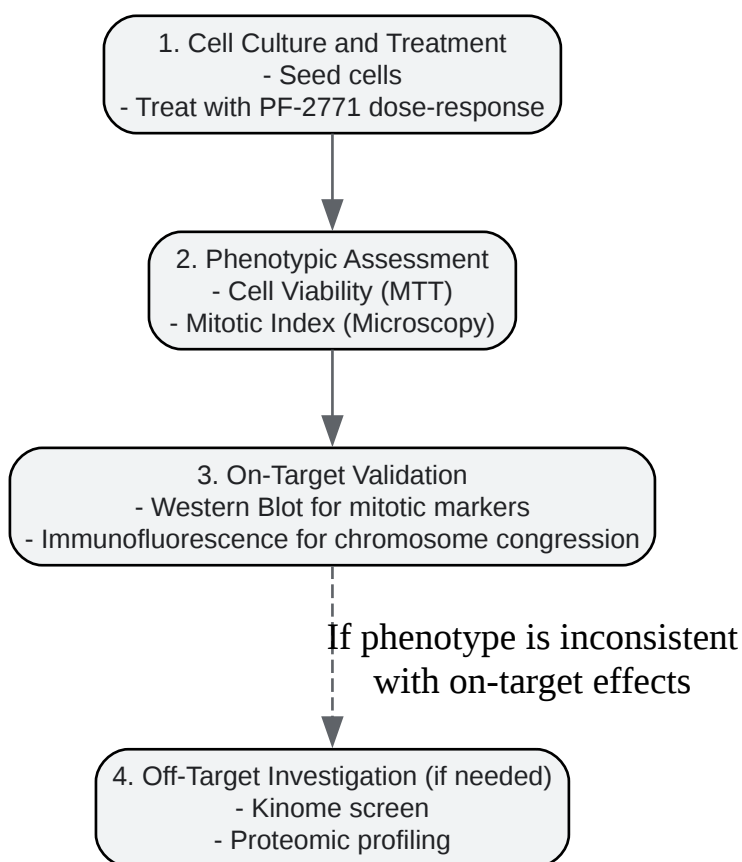 1. Cell Culture and Treatment
- Seed cells
- Treat with PF-2771 dose-response
2. Phenotypic Assessment
- Cell Viability (MTT)
- Mitotic Index (Microscopy)
3. On-Target Validation
- Western Blot for mitotic markers
- Immunofluorescence for chromosome congression
If phenotype is inconsistent
with on-target effects
4. Off-Target Investigation (if needed)
- Kinome screen
- Proteomic profiling